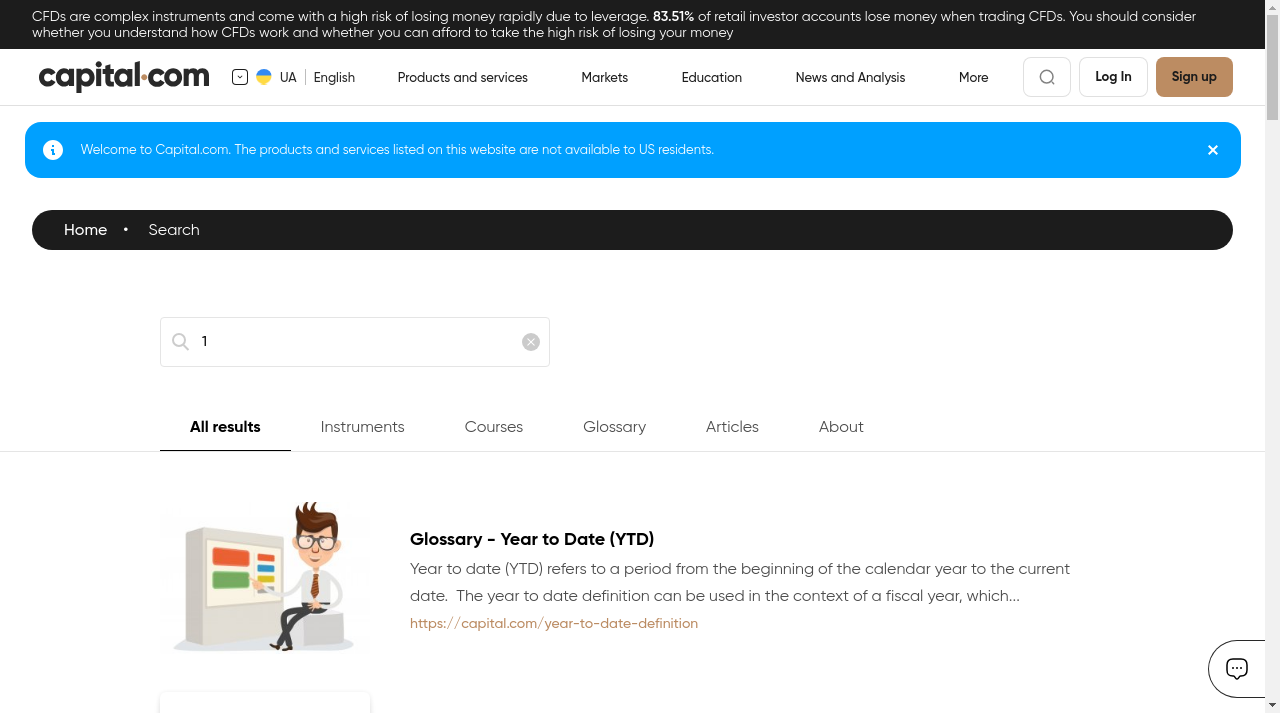 CFDs are complex instruments and come with a high risk of losing money rapidly due to leverage. 83.51% of retail investor accounts lose money when trading CFDs. You should consider
whether you understand how CFDs work and whether you can afford to take the high risk of losing your money
capital.com
UA
English
Products and services
Markets
Education
News and Analysis
More
Log In
Sign up
Welcome to Capital.com. The products and services listed on this website are not available to US residents.
Home • Search
1
All results
Instruments
Courses
Glossary
Articles
About
Glossary - Year to Date (YTD)
Year to date (YTD) refers to a period from the beginning of the calendar year to the current
date.  The year to date definition can be used in the context of a fiscal year, which...
https://capital.com/year-to-date-definition